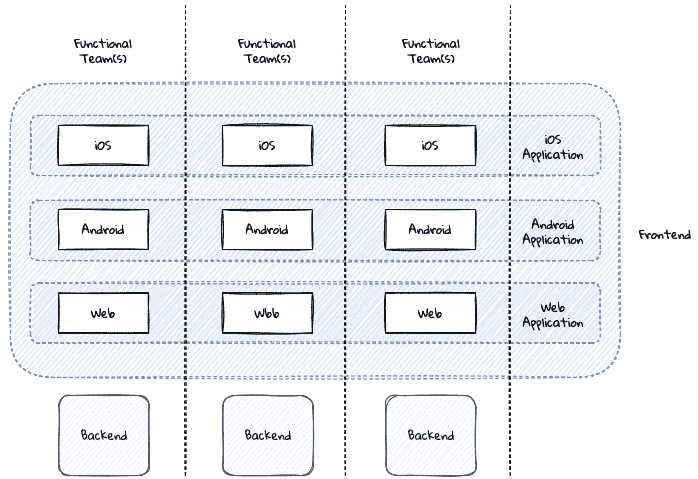 Functional
Team(s)
Functional
Team(s)
Functional
Team(s)
iOS
iOS
iOS
iOS
Application
Android
Android
Android
Android
Application
Frontend
Web
Wbb
Web
Web
Application
Backend
Backend
Backend